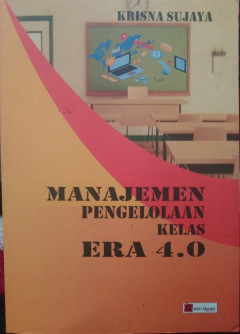 KRISNA SUJAYA
MANAJEMEN
PENGELOLAAN
KELAS
ERA 4.0